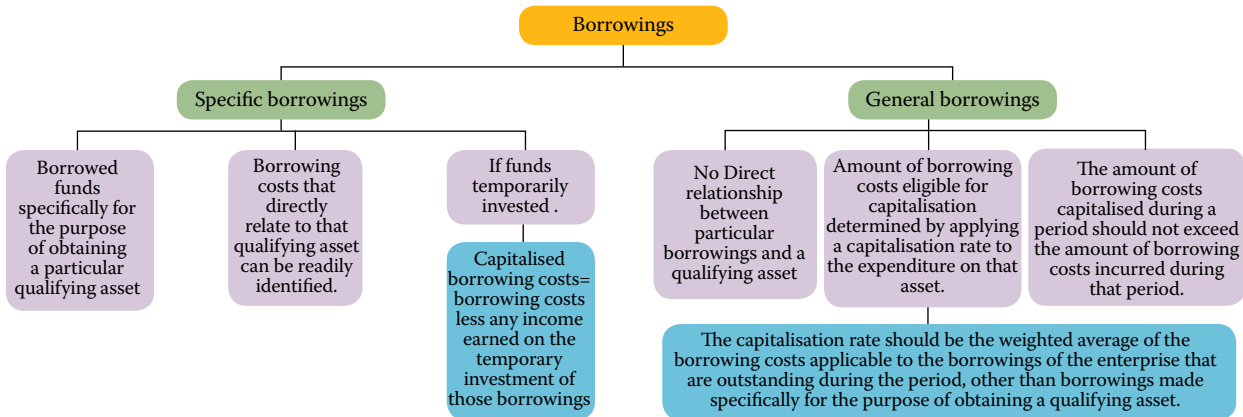 Borrowings
Specific borrowings
General borrowings
Borrowed
funds
specifically for
the purpose
of obtaining
a particular
qualifying asset
Borrowing
costs that
directly
relate to that
qualifying asset
can be readily
identified.
If funds
temporarily
invested .
Capitalised
borrowing costs=
borrowing costs
less any income
earned on the
temporary
investment of
those borrowings
No Direct
relationship
between
particular
borrowings and a
qualifying asset
Amount of borrowing
costs eligible for
capitalisation
determined by applying
a capitalisation rate to
the expenditure on that
asset.
The amount of
borrowing costs
capitalised during a
period should not exceed
the amount of borrowing
costs incurred during
that period.
The capitalisation rate should be the weighted average of the
borrowing costs applicable to the borrowings of the enterprise that
are outstanding during the period, other than borrowings made
specifically for the purpose of obtaining a qualifying asset.